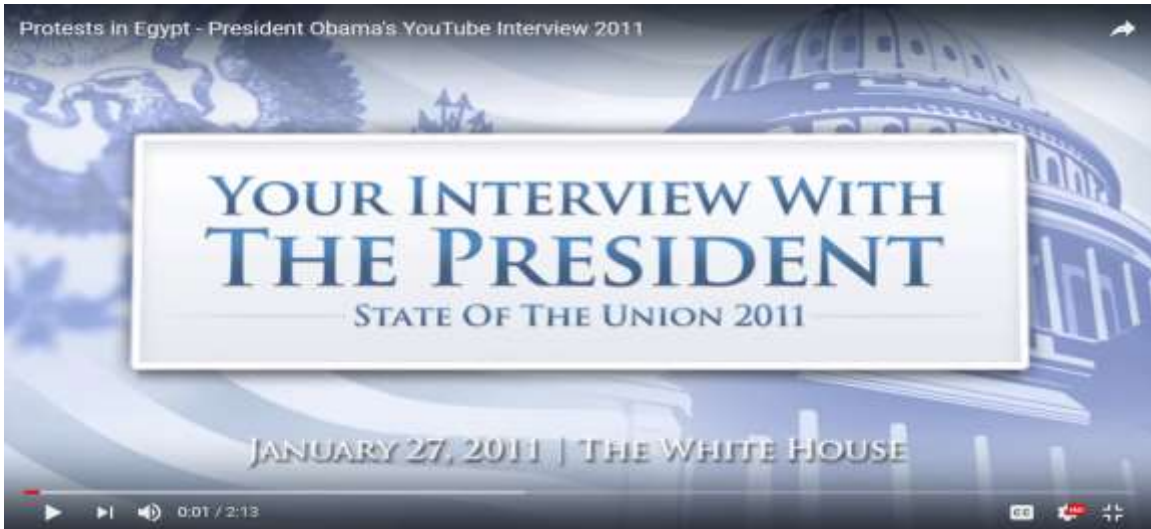 Protests in Egypt - President Obama's YouTube Interview 2011
YOUR INTERVIEW WITH
THE PRESIDENT
STATE OF THE UNION 2011
JANUARY 27, 2011 | THE WHITE HOUSE
0:01 / 2:13
CC